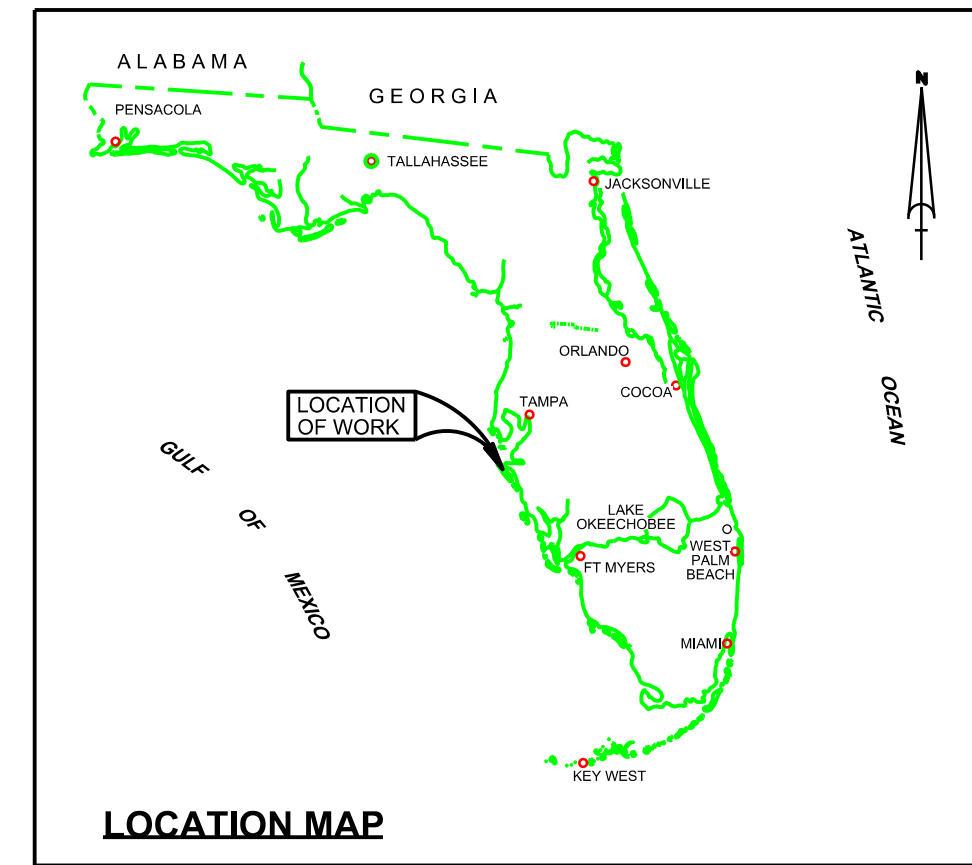 ALABAMA
GEORGIA
N
PENSACOLA
TALLAHASSEE
JACKSONVILLE
ATLANTIC
OCEAN
ORLANDO
COCOA
TAMPA
LOCATION
OF WORK
GULF
OF
MEXICO
LAKE
OKEECHOBEE
WEST
PALM
BEACH
FT MYERS
MIAMI
KEY WEST
LOCATION MAP